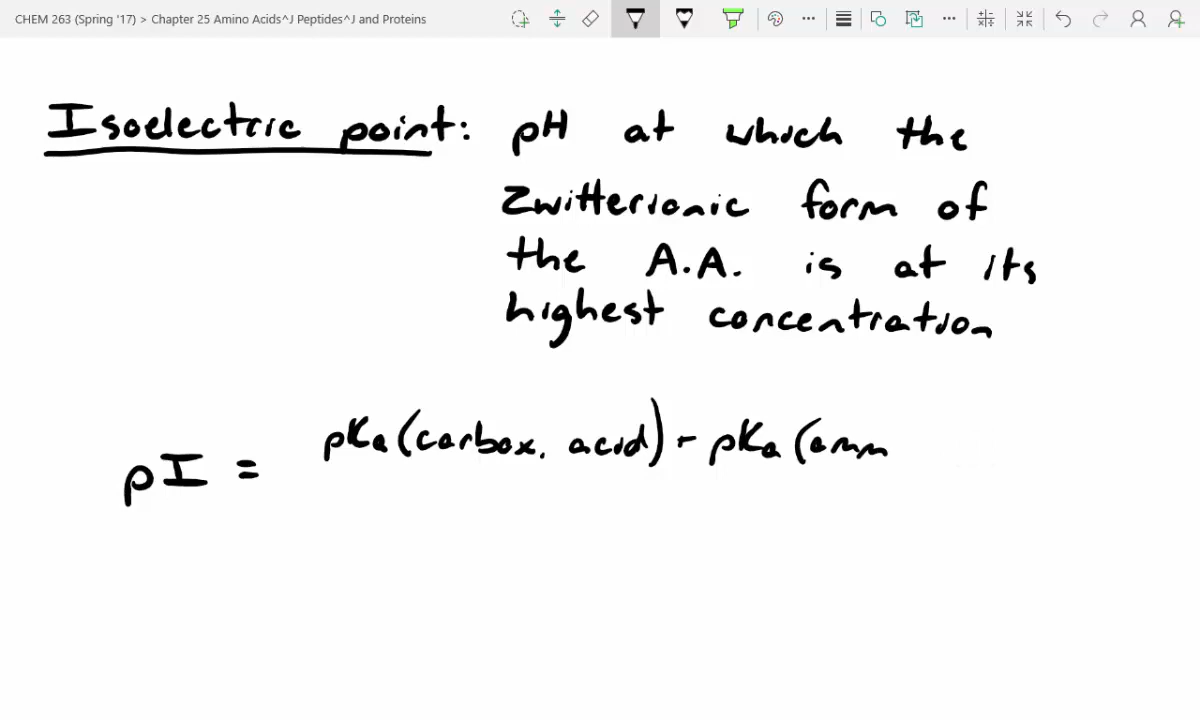 CHEM 263 (Spring '17) > Chapter 25 Amino Acids^J Peptides^J and Proteins
Isoelectric point: pH at which the
zwitterionic form of
the A.A. is at its
highest concentration
pI = pKa (carbox. acid) - pKa (amm